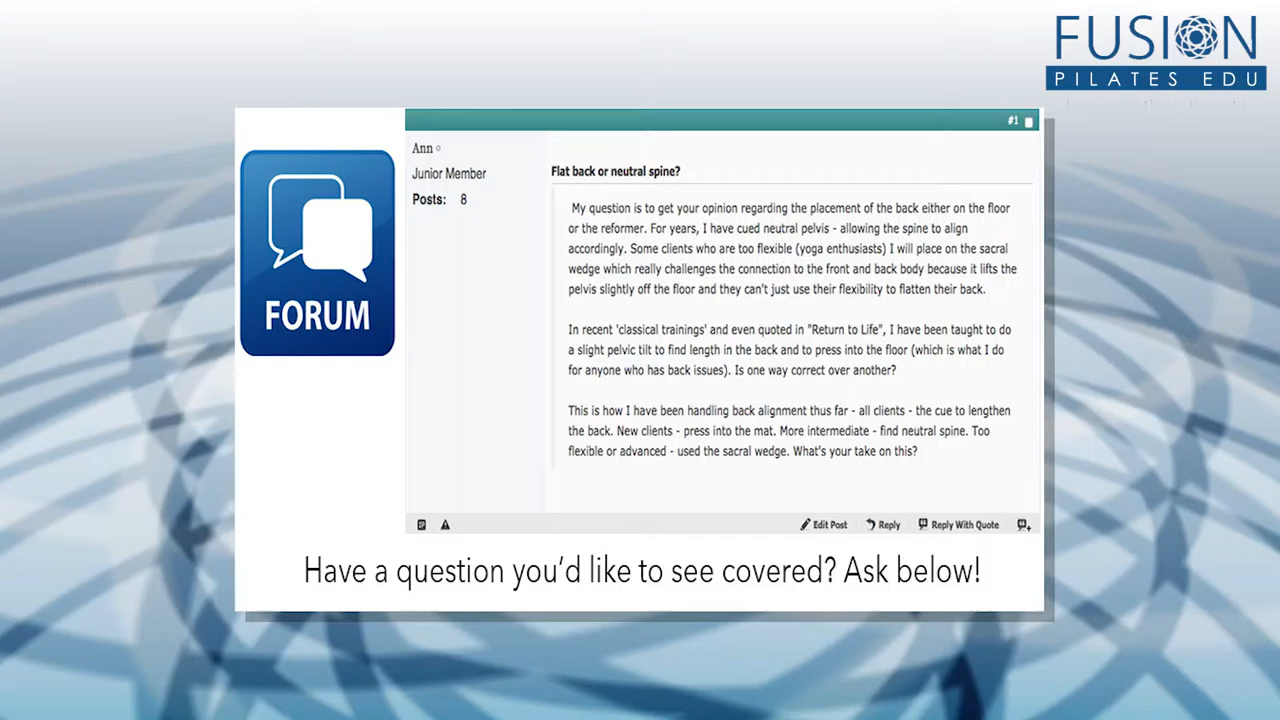 FUSION
PILATES EDU
#1
Ann
Junior Member
Posts: 8
FORUM
Flat back or neutral spine?
My question is to get your opinion regarding the placement of the back either on the floor
or the reformer. For years, I have cued neutral pelvis - allowing the spine to align
accordingly. Some clients who are too flexible (yoga enthusiasts) I will place on the sacral
wedge which really challenges the connection to the front and back body because it lifts the
pelvis slightly off the floor and they can't just use their flexibility to flatten their back.
In recent 'classical trainings' and even quoted in "Return to Life", I have been taught to do
a slight pelvic tilt to find length in the back and to press into the floor (which is what I do
for anyone who has back issues). Is one way correct over another?
This is how I have been handling back alignment thus far - all clients - the cue to lengthen
the back. New clients - press into the mat. More intermediate - find neutral spine. Too
flexible or advanced - used the sacral wedge. What's your take on this?
Edit Post Reply Reply With Quote
Have a question you'd like to see covered? Ask below!